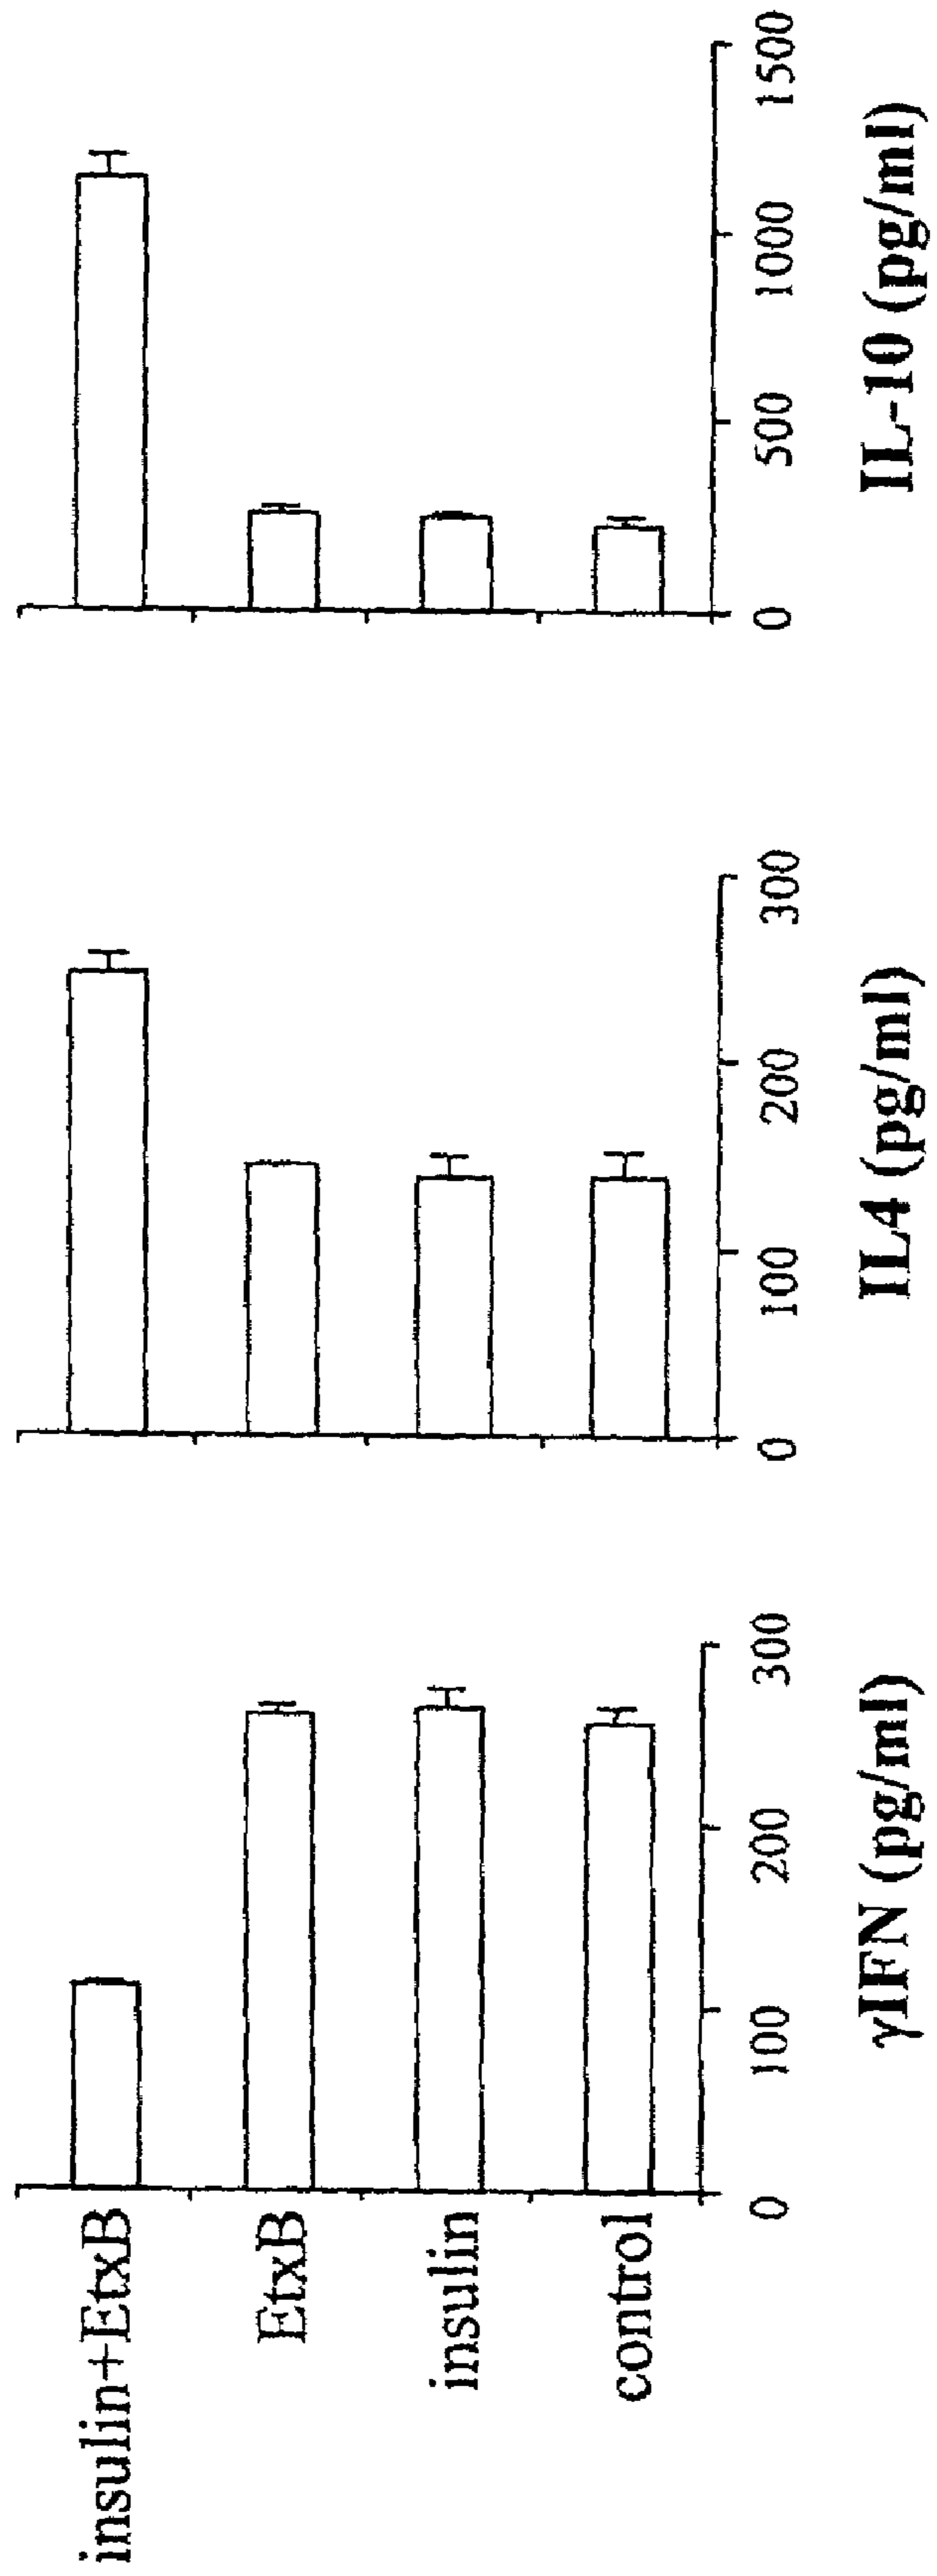 insulin+EtxB
EtxB
insulin
control
0 100 200 300
γIFN (pg/ml)
0 100 200 300
IL4 (pg/ml)
0 500 1000 1500
IL-10 (pg/ml)